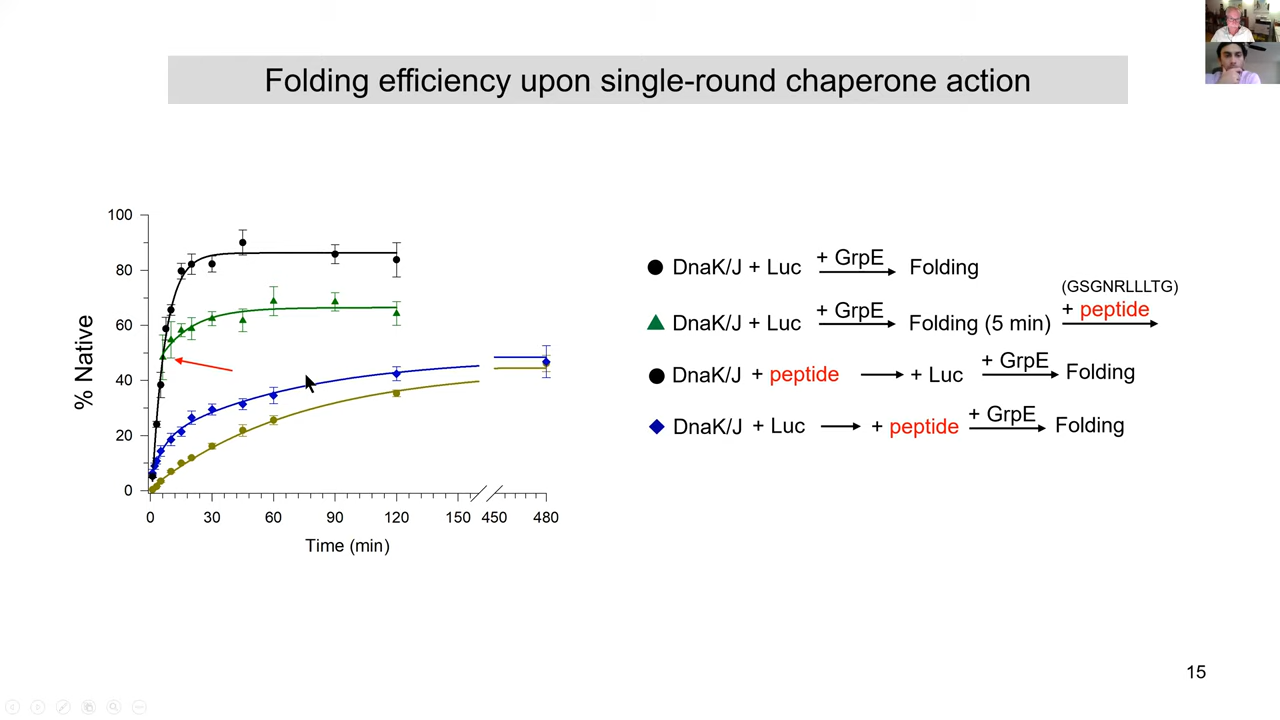 Folding efficiency upon single-round chaperone action
100
80
60
40
20
0
% Native
0 30 60 90 120 150 450 480
Time (min)
DnaK/J + Luc + GrpE Folding
(GSGNRLLLTG)
DnaK/J + Luc + GrpE Folding (5 min) + peptide
DnaK/J + peptide + Luc + GrpE Folding
DnaK/J + Luc + peptide + GrpE Folding
15